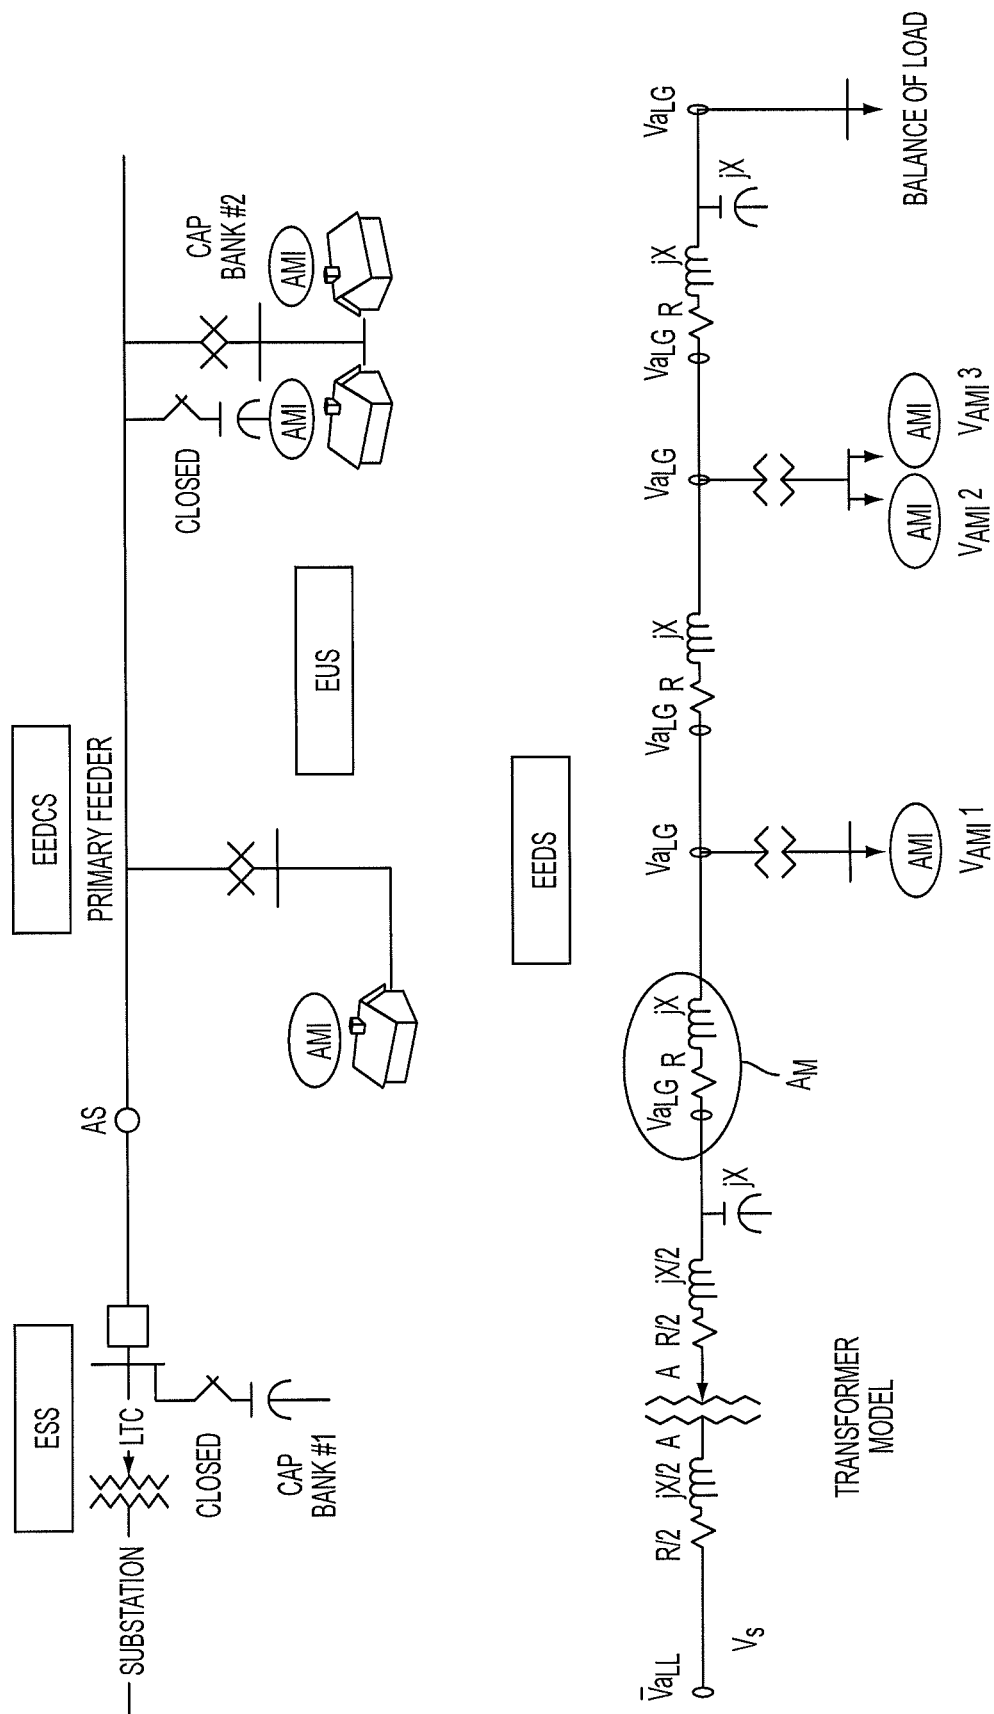 ESS
SUBSTATION
LTC
CLOSED
CAP
BANK #1
AS
EEDCS
PRIMARY FEEDER
AMI
EUS
CLOSED
AMI
CAP
BANK #2
AMI
EEDS
V̅aLL
VS
R/2
jX/2
A
A
R/2
jX/2
TRANSFORMER
MODEL
jX
VaLG
R
jX
AM
VaLG
AMI
VAMI 1
VaLG
R
jX
VaLG
AMI
AMI
VAMI 2
VAMI 3
VaLG
R
jX
jX
VaLG
BALANCE OF LOAD